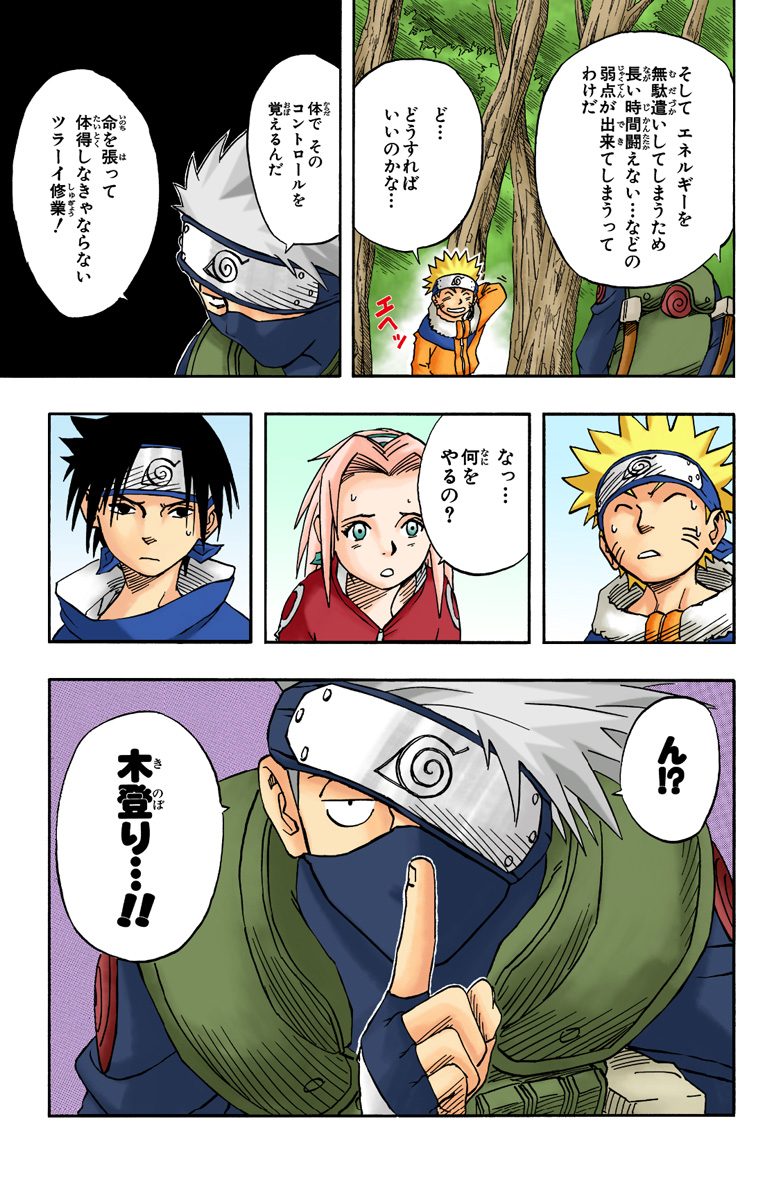 そして エネルギーを
無駄遣いしてしまうため
長い時間闘えない…などの
弱点が出来てしまうって
わけだ
ど…
どうすれば
いいのかな…
エヘッ
体で その
コントロールを
覚えるんだ
命を張って
体得しなきゃならない
ツラーイ修業！
なっ…
何を
やるの？
ん!?
木登り…!!